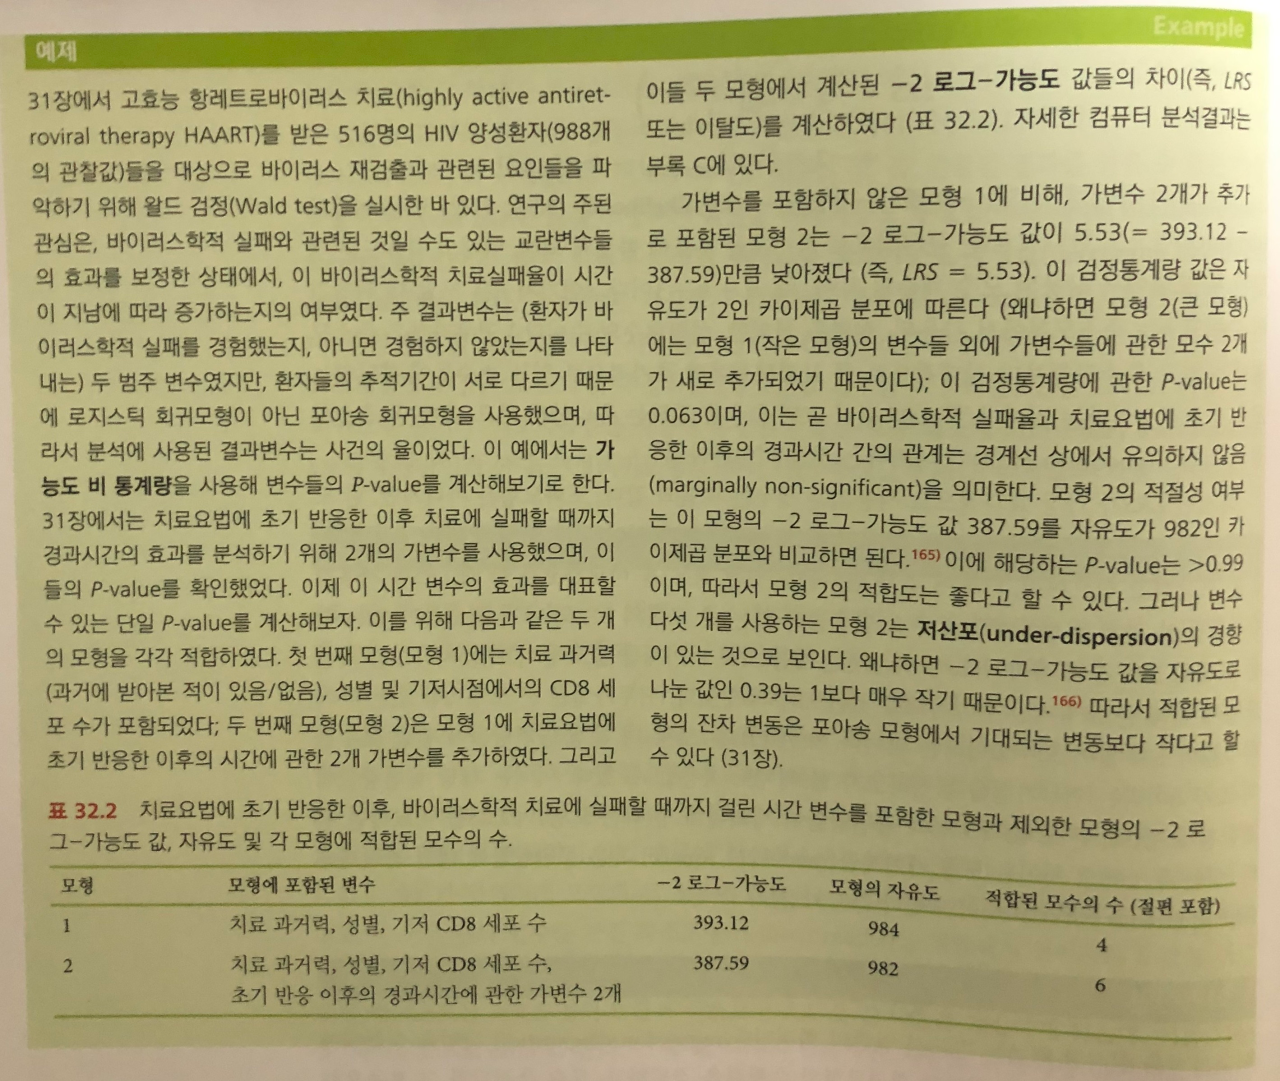 예제
Example
31장에서 고효능 항레트로바이러스 치료(highly active antiret-
roviral therapy HAART)를 받은 516명의 HIV 양성환자(988개
의 관찰값)들을 대상으로 바이러스 재검출과 관련된 요인들을 파
악하기 위해 왈드 검정(Wald test)을 실시한 바 있다. 연구의 주된
관심은, 바이러스학적 실패와 관련된 것일 수도 있는 교란변수들
의 효과를 보정한 상태에서, 이 바이러스학적 치료실패율이 시간
이 지남에 따라 증가하는지의 여부였다. 주 결과변수는 (환자가 바
이러스학적 실패를 경험했는지, 아니면 경험하지 않았는지를 나타
내는) 두 범주 변수였지만, 환자들의 추적기간이 서로 다르기 때문
에 로지스틱 회귀모형이 아닌 포아송 회귀모형을 사용했으며, 따
라서 분석에 사용된 결과변수는 사건의 율이었다. 이 예에서는 가
능도 비 통계량을 사용해 변수들의 P-value를 계산해보기로 한다.
31장에서는 치료요법에 초기 반응한 이후 치료에 실패할 때까지
경과시간의 효과를 분석하기 위해 2개의 가변수를 사용했으며, 이
들의 P-value를 확인했었다. 이제 이 시간 변수의 효과를 대표할
수 있는 단일 P-value를 계산해보자. 이를 위해 다음과 같은 두 개
의 모형을 각각 적합하였다. 첫 번째 모형(모형 1)에는 치료 과거력
(과거에 받아본 적이 있음/없음), 성별 및 기저시점에서의 CD8 세
포 수가 포함되었다; 두 번째 모형(모형 2)은 모형 1에 치료요법에
초기 반응한 이후의 시간에 관한 2개 가변수를 추가하였다. 그리고
이들 두 모형에서 계산된 −2 로그−가능도 값들의 차이(즉, LRS
또는 이탈도)를 계산하였다 (표 32.2). 자세한 컴퓨터 분석결과는
부록 C에 있다.
가변수를 포함하지 않은 모형 1에 비해, 가변수 2개가 추가
로 포함된 모형 2는 −2 로그−가능도 값이 5.53(= 393.12 −
387.59)만큼 낮아졌다 (즉, LRS = 5.53). 이 검정통계량 값은 자
유도가 2인 카이제곱 분포에 따른다 (왜냐하면 모형 2(큰 모형)
에는 모형 1(작은 모형)의 변수들 외에 가변수들에 관한 모수 2개
가 새로 추가되었기 때문이다); 이 검정통계량에 관한 P-value는
0.063이며, 이는 곧 바이러스학적 실패율과 치료요법에 초기 반
응한 이후의 경과시간 간의 관계는 경계선 상에서 유의하지 않음
(marginally non-significant)을 의미한다. 모형 2의 적절성 여부
는 이 모형의 −2 로그−가능도 값 387.59를 자유도가 982인 카
이제곱 분포와 비교하면 된다.165) 이에 해당하는 P-value는 >0.99
이며, 따라서 모형 2의 적합도는 좋다고 할 수 있다. 그러나 변수
다섯 개를 사용하는 모형 2는 저산포(under-dispersion)의 경향
이 있는 것으로 보인다. 왜냐하면 −2 로그−가능도 값을 자유도로
나눈 값인 0.39는 1보다 매우 작기 때문이다.166) 따라서 적합된 모
형의 잔차 변동은 포아송 모형에서 기대되는 변동보다 작다고 할
수 있다 (31장).
표 32.2 치료요법에 초기 반응한 이후, 바이러스학적 치료에 실패할 때까지 걸린 시간 변수를 포함한 모형과 제외한 모형의 −2 로
그−가능도 값, 자유도 및 각 모형에 적합된 모수의 수.
모형 모형에 포함된 변수 −2 로그−가능도 모형의 자유도 적합된 모수의 수 (절편 포함)
1 치료 과거력, 성별, 기저 CD8 세포 수 393.12 984 4
2 치료 과거력, 성별, 기저 CD8 세포 수, 387.59 982 6
초기 반응 이후의 경과시간에 관한 가변수 2개